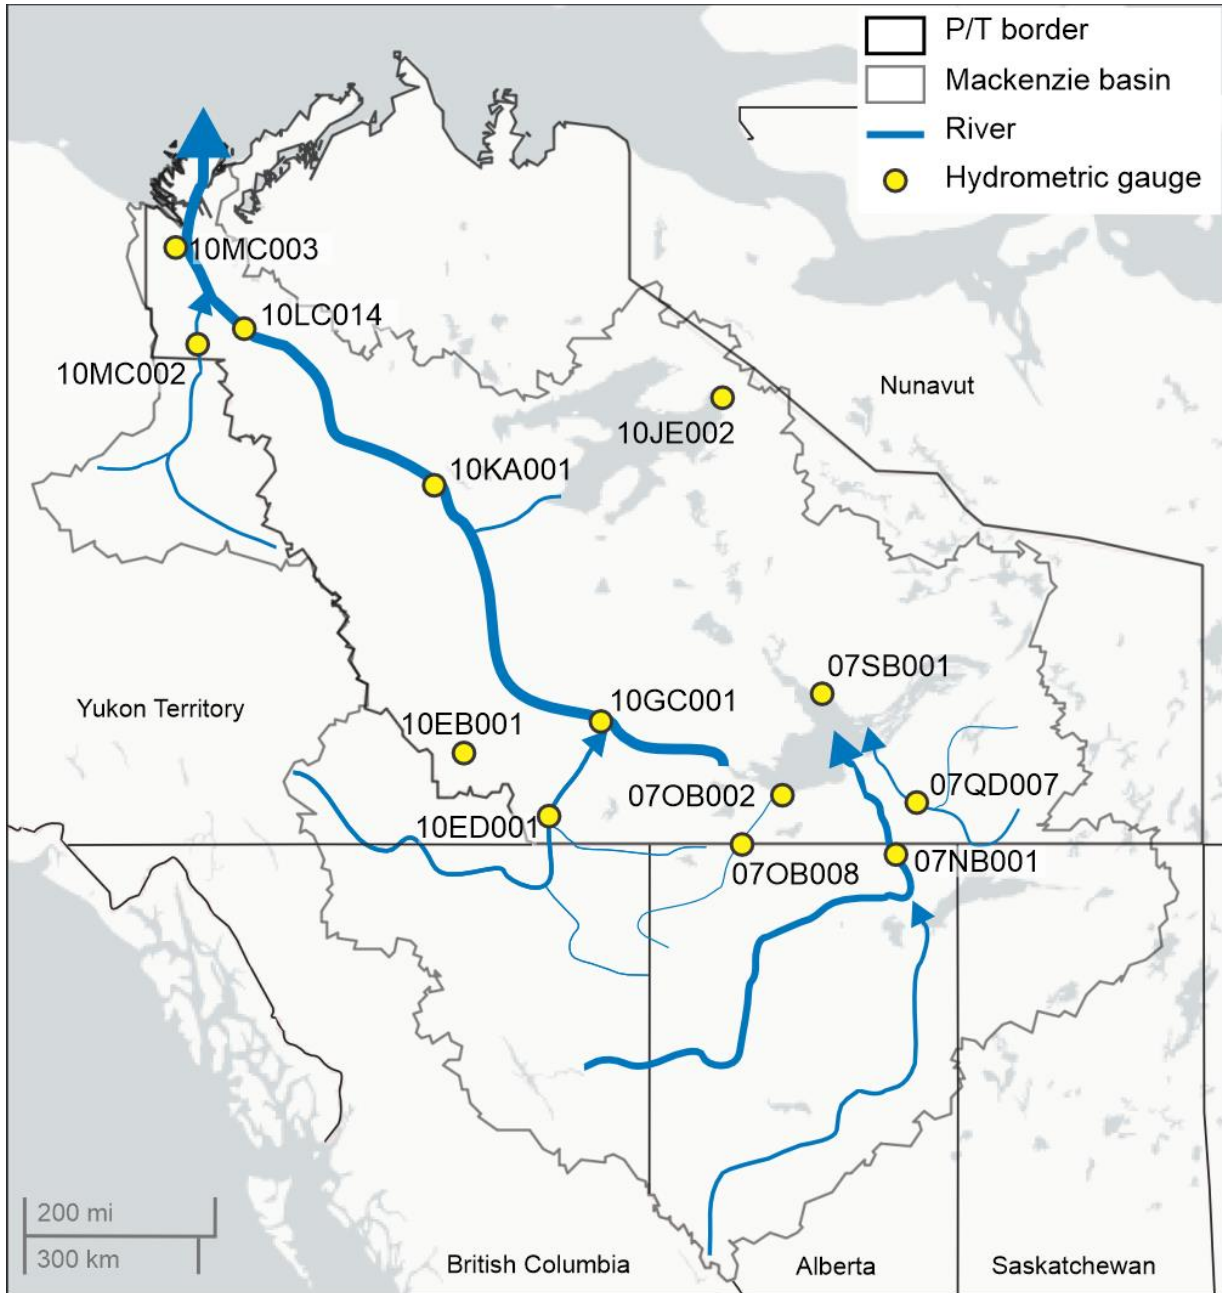 P/T border
Mackenzie basin
River
Hydrometric gauge
10MC003
10LC014
10MC002
Nunavut
10JE002
10KA001
07SB001
Yukon Territory
10GC001
10EB001
07OB002
07QD007
10ED001
07OB008
07NB001
200 mi
300 km
British Columbia
Alberta
Saskatchewan